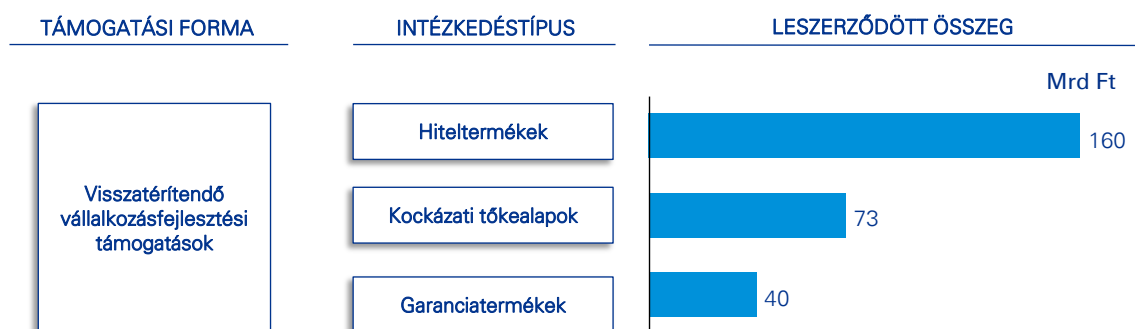 TÁMOGATÁSI FORMA
INTÉZKEDÉSTÍPUS
LESZERZŐDÖTT ÖSSZEG
Mrd Ft
Visszatérítendő
vállalkozásfejlesztési
támogatások
Hiteltermékek
160
Kockázati tőkealapok
73
Garanciatermékek
40